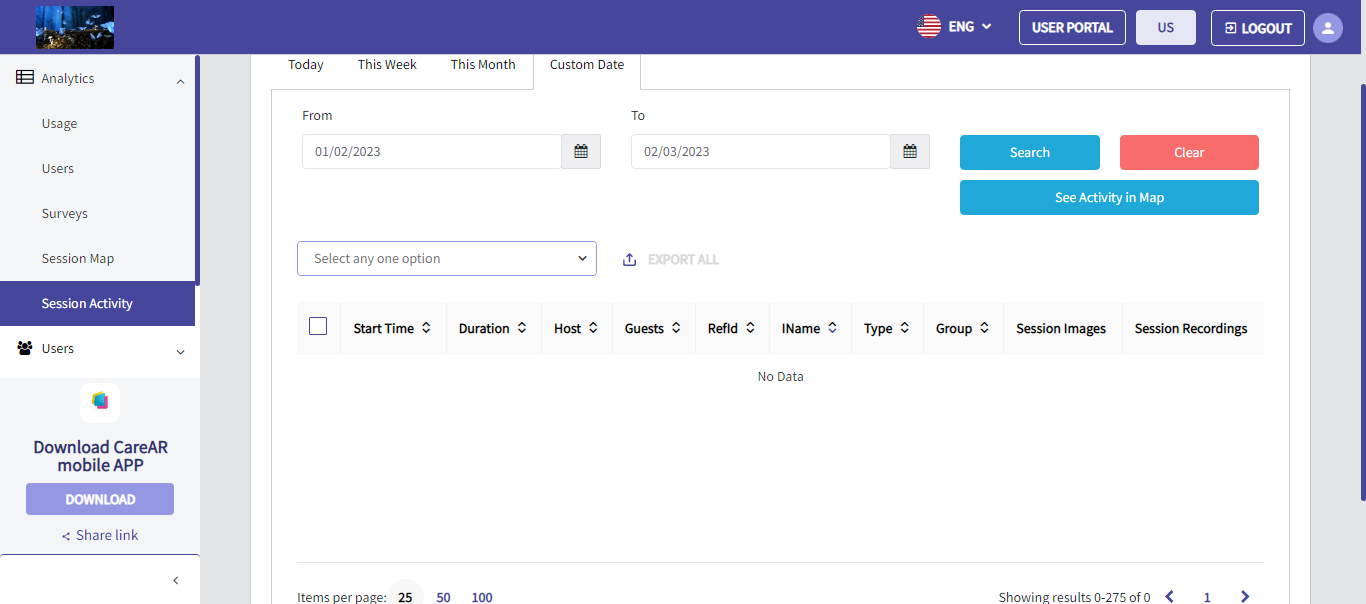 ENG
USER PORTAL
US
LOGOUT
Analytics
Usage
Users
Surveys
Session Map
Session Activity
Users
Download CareAR
mobile APP
DOWNLOAD
Share link
Today This Week This Month Custom Date
From To
01/02/2023 02/03/2023 Search Clear
See Activity in Map
Select any one option EXPORT ALL
Start Time Duration Host Guests RefId IName Type Group Session Images Session Recordings
No Data
Items per page: 25 50 100 Showing results 0-275 of 0 1